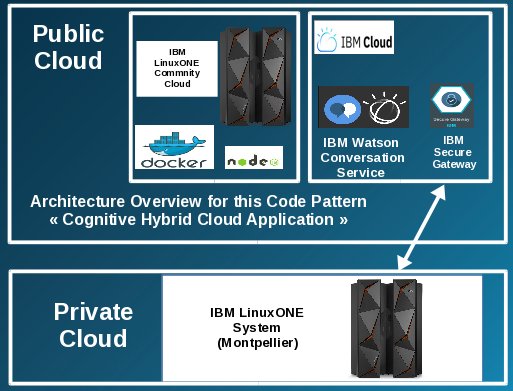 Public
Cloud
IBM
LinuxONE
Commnity
Cloud
docker
node
IBM Cloud
IBM Watson
Conversation
Service
Secure Gateway
IBM
IBM
Secure
Gateway
Architecture Overview for this Code Pattern
« Cognitive Hybrid Cloud Application »
Private
Cloud
IBM LinuxONE
System
(Montpellier)